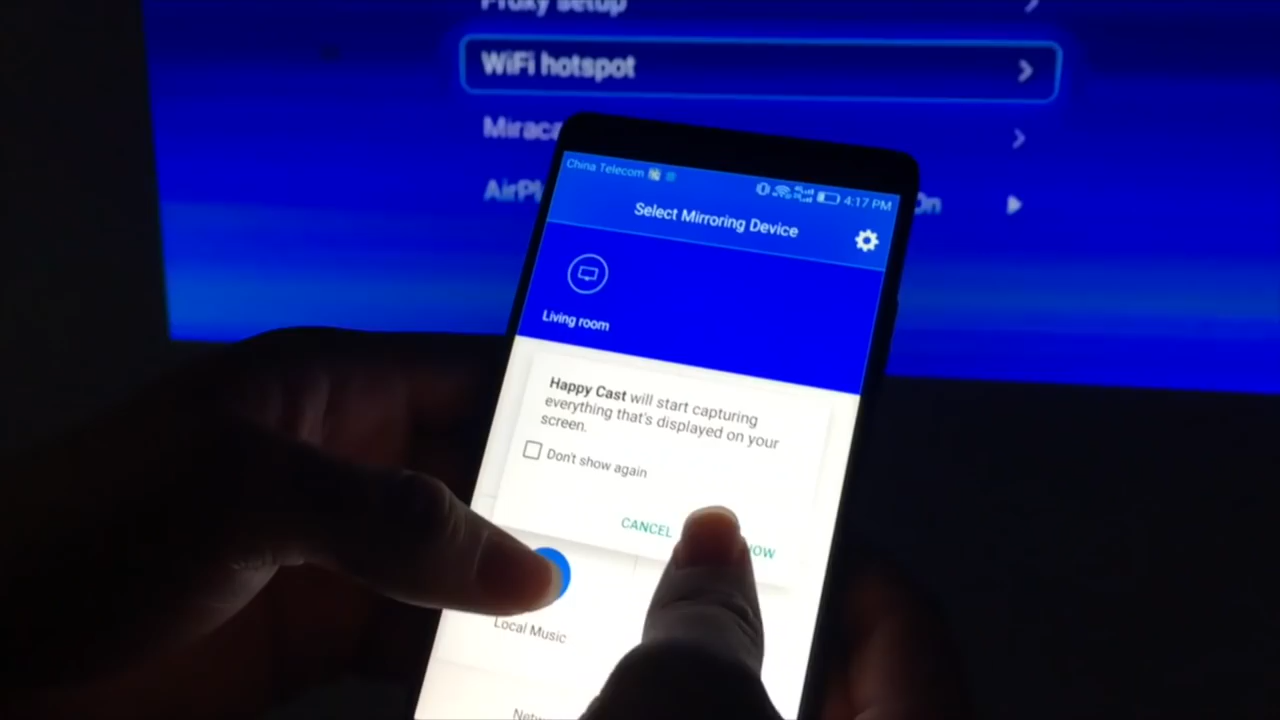 Proxy setup
WiFi hotspot
China Telecom
4:17 PM
Select Mirroring Device
On
Living room
Happy Cast will start capturing
everything that's displayed on your
screen.
Don't show again
CANCEL
Local Music